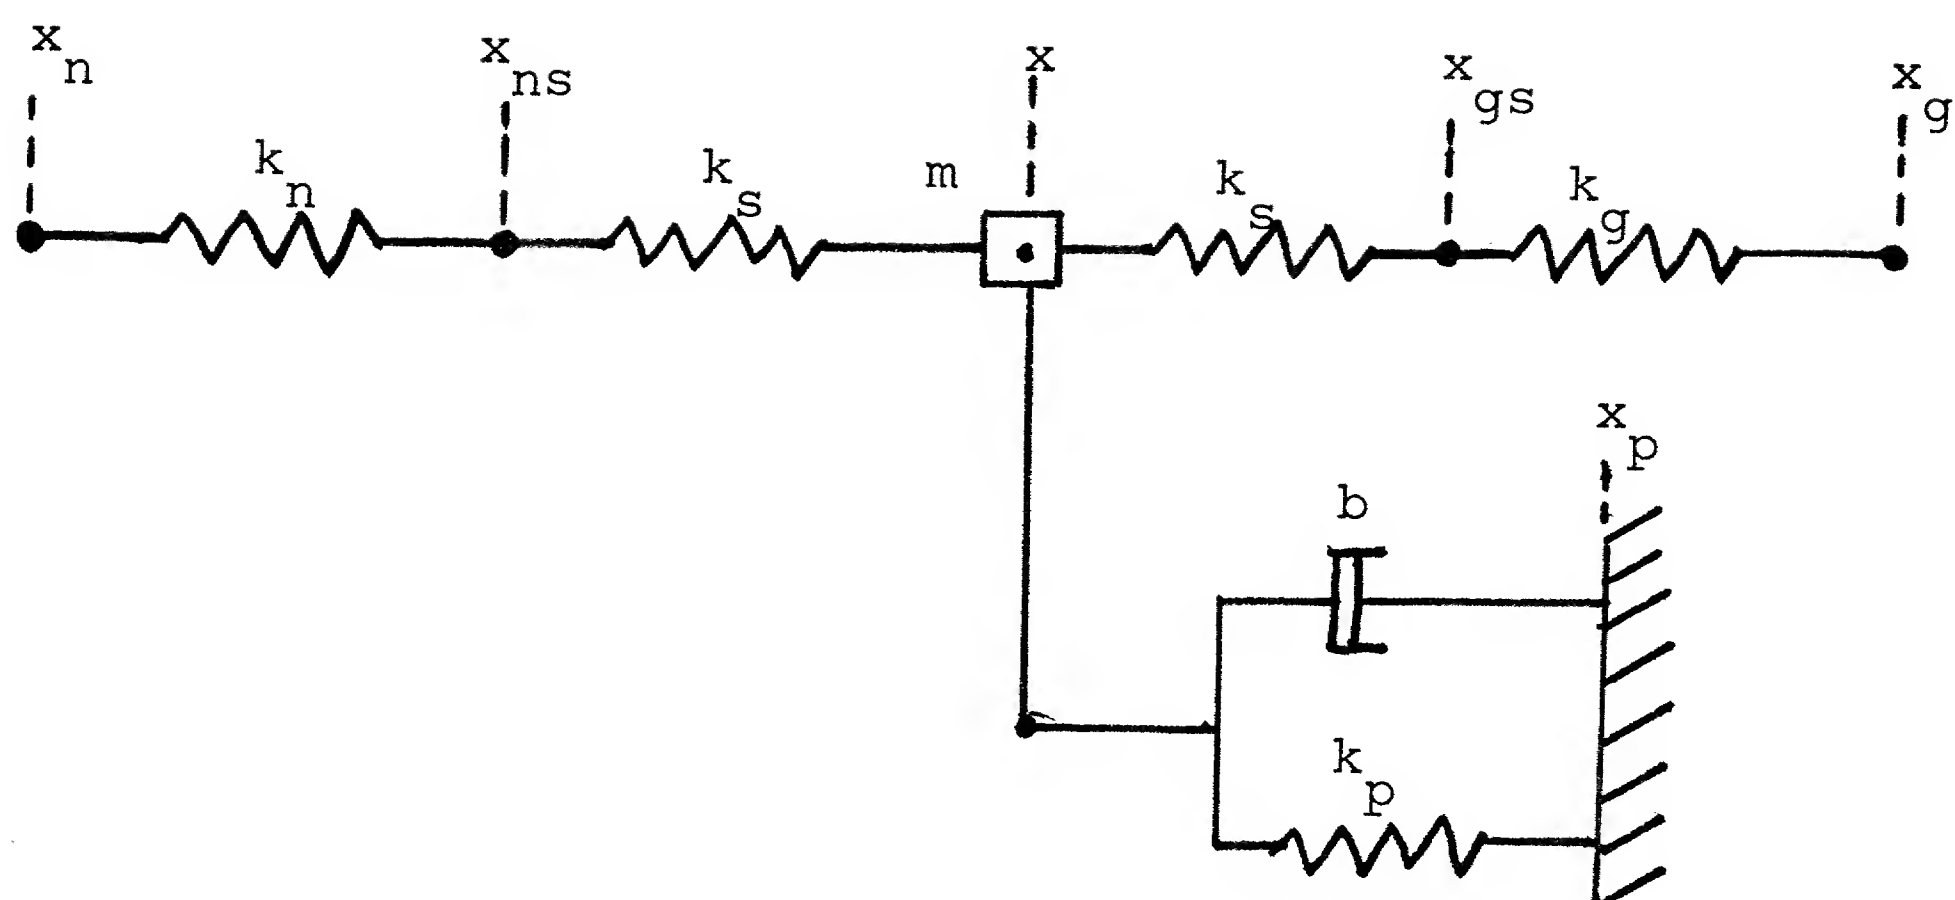 x_n x_ns x x_gs x_g
k_n k_s m k_s k_g
x_p
b
k_p